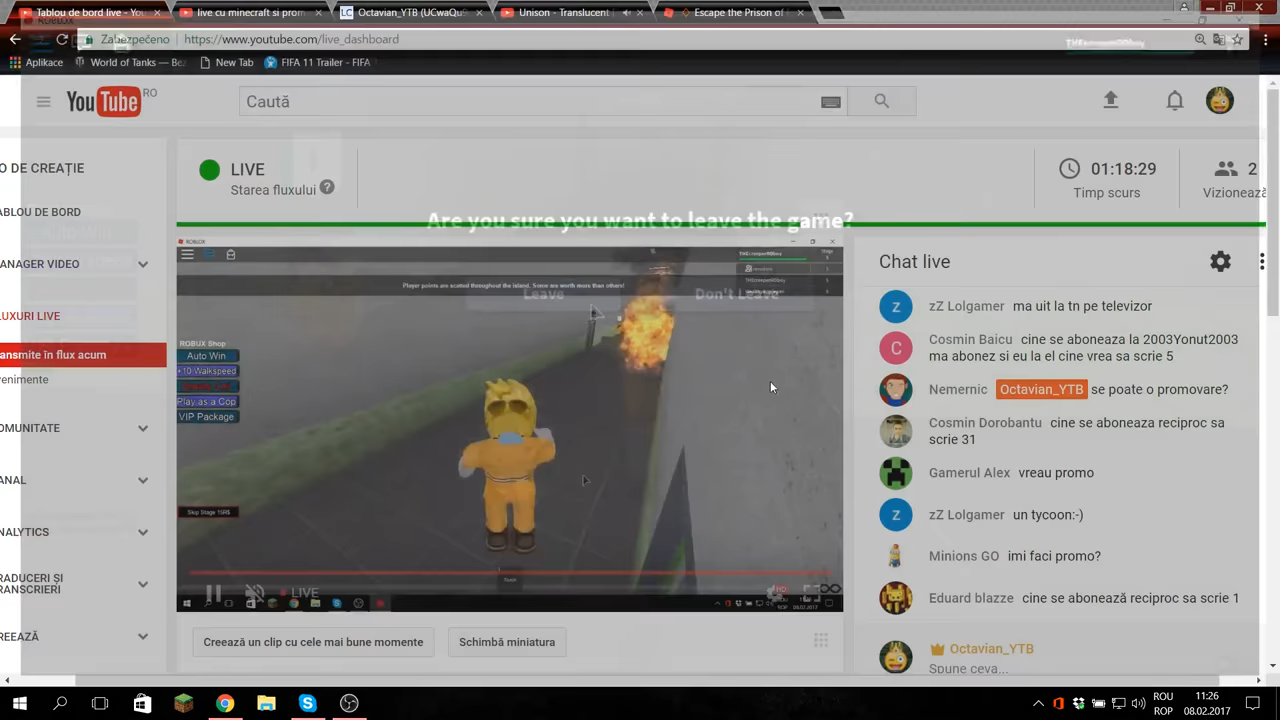 Tablou de bord live - You
live cu minecraft si prom
Octavian_YTB (UCwaQu
Unison - Translucent
Escape the Prison of
ROBLOX
Zabezpečeno
https://www.youtube.com/live_dashboard
Aplikace
World of Tanks — Be
New Tab
FIFA 11 Trailer - FIFA
YouTube RO
Caută
O DE CREAȚIE
LIVE
Starea fluxului
01:18:29
Timp scurs
2
Vizionează
ABLOU DE BORD
ANAGER VIDEO
LUXURI LIVE
ansmite în flux acum
enimente
OMUNITATE
ANAL
NALYTICS
RADUCERI ȘI
RANSCRIERI
REEAZĂ
Are you sure you want to leave the game?
Leave
Don't Leave
ROBLOX
Player points are scatted throughout the island. Some are worth more than others!
ROBUX Shop
Auto Win
+10 Walkspeed
Play as a Cop
VIP Package
Skip Stage 15R$
LIVE
HD
08.02.2017
Creează un clip cu cele mai bune momente
Schimbă miniatura
Chat live
zZ Lolgamer ma uit la tn pe televizor
Cosmin Baicu cine se aboneaza la 2003Yonut2003
ma abonez si eu la el cine vrea sa scrie 5
Nemernic Octavian_YTB se poate o promovare?
Cosmin Dorobantu cine se aboneaza reciproc sa
scrie 31
Gamerul Alex vreau promo
zZ Lolgamer un tycoon:-)
Minions GO imi faci promo?
Eduard blazze cine se abonează reciproc sa scrie 1
Octavian_YTB
Spune ceva...
ROU
ROP
11:26
08.02.2017